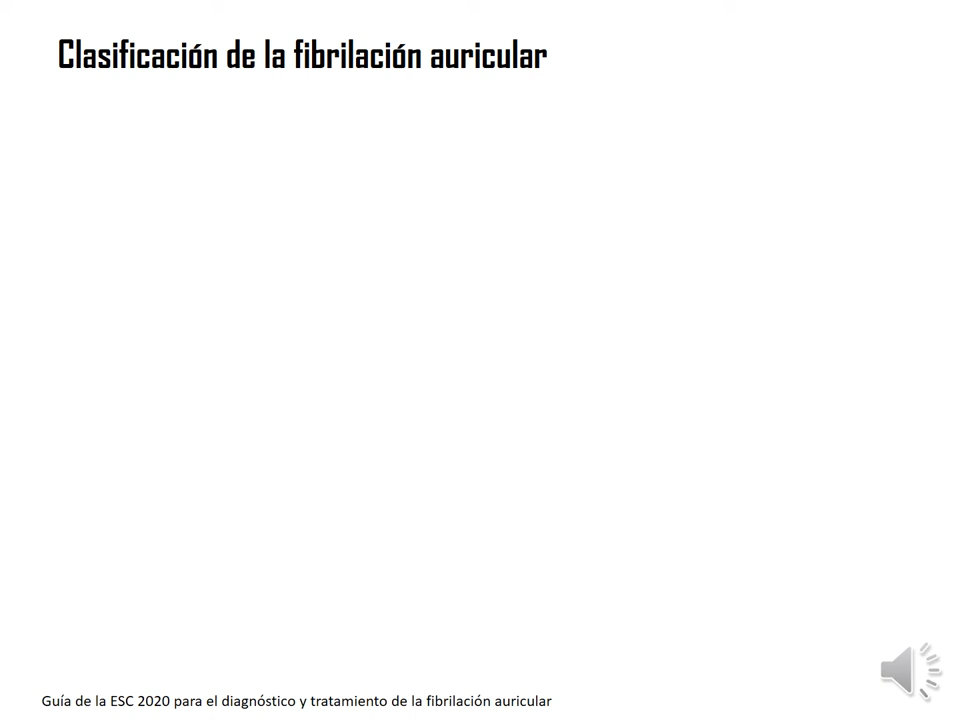 Clasificación de la fibrilación auricular
Guía de la ESC 2020 para el diagnóstico y tratamiento de la fibrilación auricular